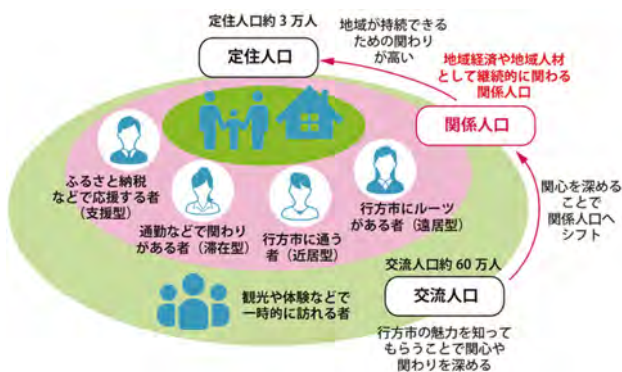 定住人口約3万人
定住人口
地域が持続できる
ための関わり
が高い
地域経済や地域人材
として継続的に関わる
関係人口
関係人口
ふるさと納税
などで応援する者
（支援型）
通勤などで関わり
がある者（滞在型）
行方市に通う
者（近居型）
行方市にルーツ
がある者（遠居型）
関心を深める
ことで
関係人口へ
シフト
交流人口約60万人
交流人口
観光や体験などで
一時的に訪れる者
行方市の魅力を知って
もらうことで関心や
関わりを深める